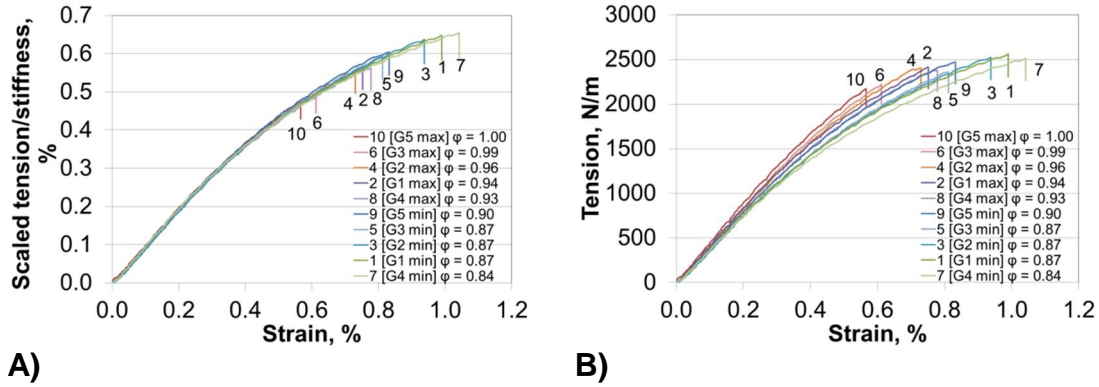 0.7
0.6
0.5
0.4
0.3
0.2
0.1
0.0
Scaled tension/stiffness,
%
0.0 0.2 0.4 0.6 0.8 1.0 1.2
Strain, %
10 6 4 2 8 5 9 3 1 7
10 [G5 max] φ = 1.00
6 [G3 max] φ = 0.99
4 [G2 max] φ = 0.96
2 [G1 max] φ = 0.94
8 [G4 max] φ = 0.93
9 [G5 min] φ = 0.90
5 [G3 min] φ = 0.87
3 [G2 min] φ = 0.87
1 [G1 min] φ = 0.87
7 [G4 min] φ = 0.84
A)
3000
2500
2000
1500
1000
500
0
Tension, N/m
0.0 0.2 0.4 0.6 0.8 1.0 1.2
Strain, %
10 6 4 2 8 5 9 3 1 7
10 [G5 max] φ = 1.00
6 [G3 max] φ = 0.99
4 [G2 max] φ = 0.96
2 [G1 max] φ = 0.94
8 [G4 max] φ = 0.93
9 [G5 min] φ = 0.90
5 [G3 min] φ = 0.87
3 [G2 min] φ = 0.87
1 [G1 min] φ = 0.87
7 [G4 min] φ = 0.84
B)